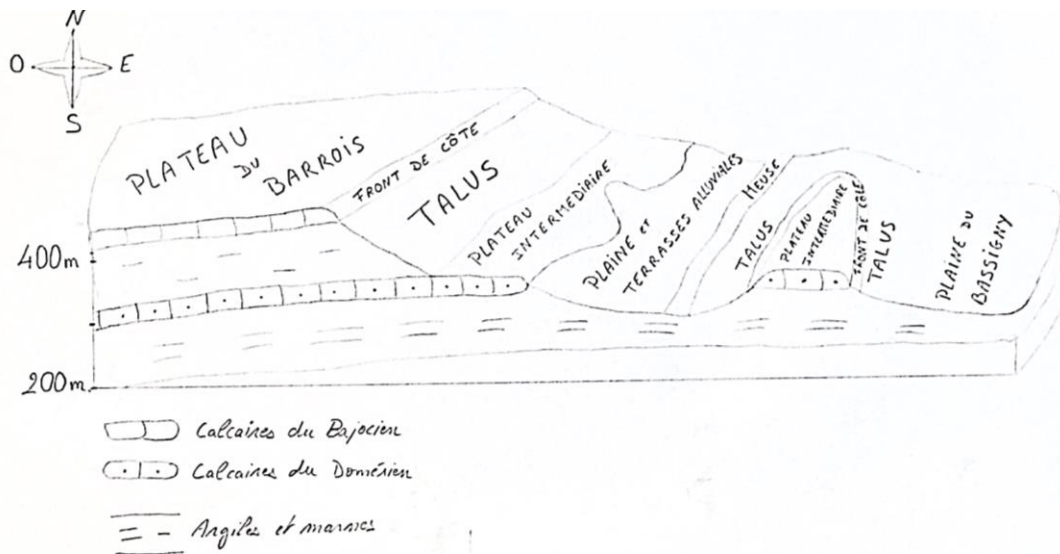 N
O
E
S
PLATEAU
DU
BARROIS
FRONT DE CÔTE
TALUS
PLATEAU
INTERMEDIAIRE
PLAINE ET
TERRASSES ALLUVIALES
MEUSE
TALUS
PLATEAU
INTERMEDIAIRE
FRONT DE CÔTE
TALUS
PLAINE DU
BASSIGNY
400m
200m
Calcaires du Bajocien
Calcaires du Domérien
Argiles et marnes